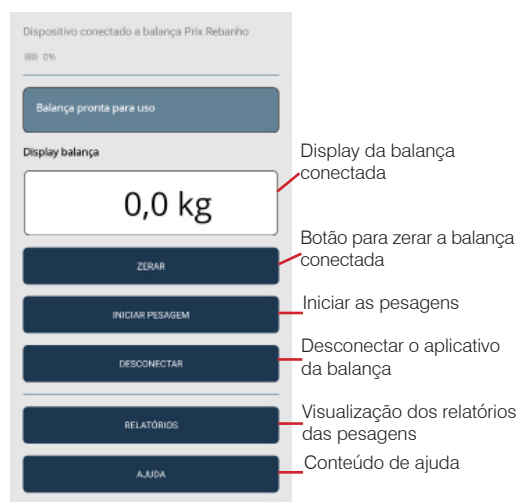 Dispositivo conectado a balança Prix Rebanho
0%
Balança pronta para uso
Display balança
0,0 kg
ZERAR
INICIAR PESAGEM
DESCONECTAR
RELATÓRIOS
AJUDA
Display da balança
conectada
Botão para zerar a balança
conectada
Iniciar as pesagens
Desconectar o aplicativo
da balança
Visualização dos relatórios
das pesagens
Conteúdo de ajuda